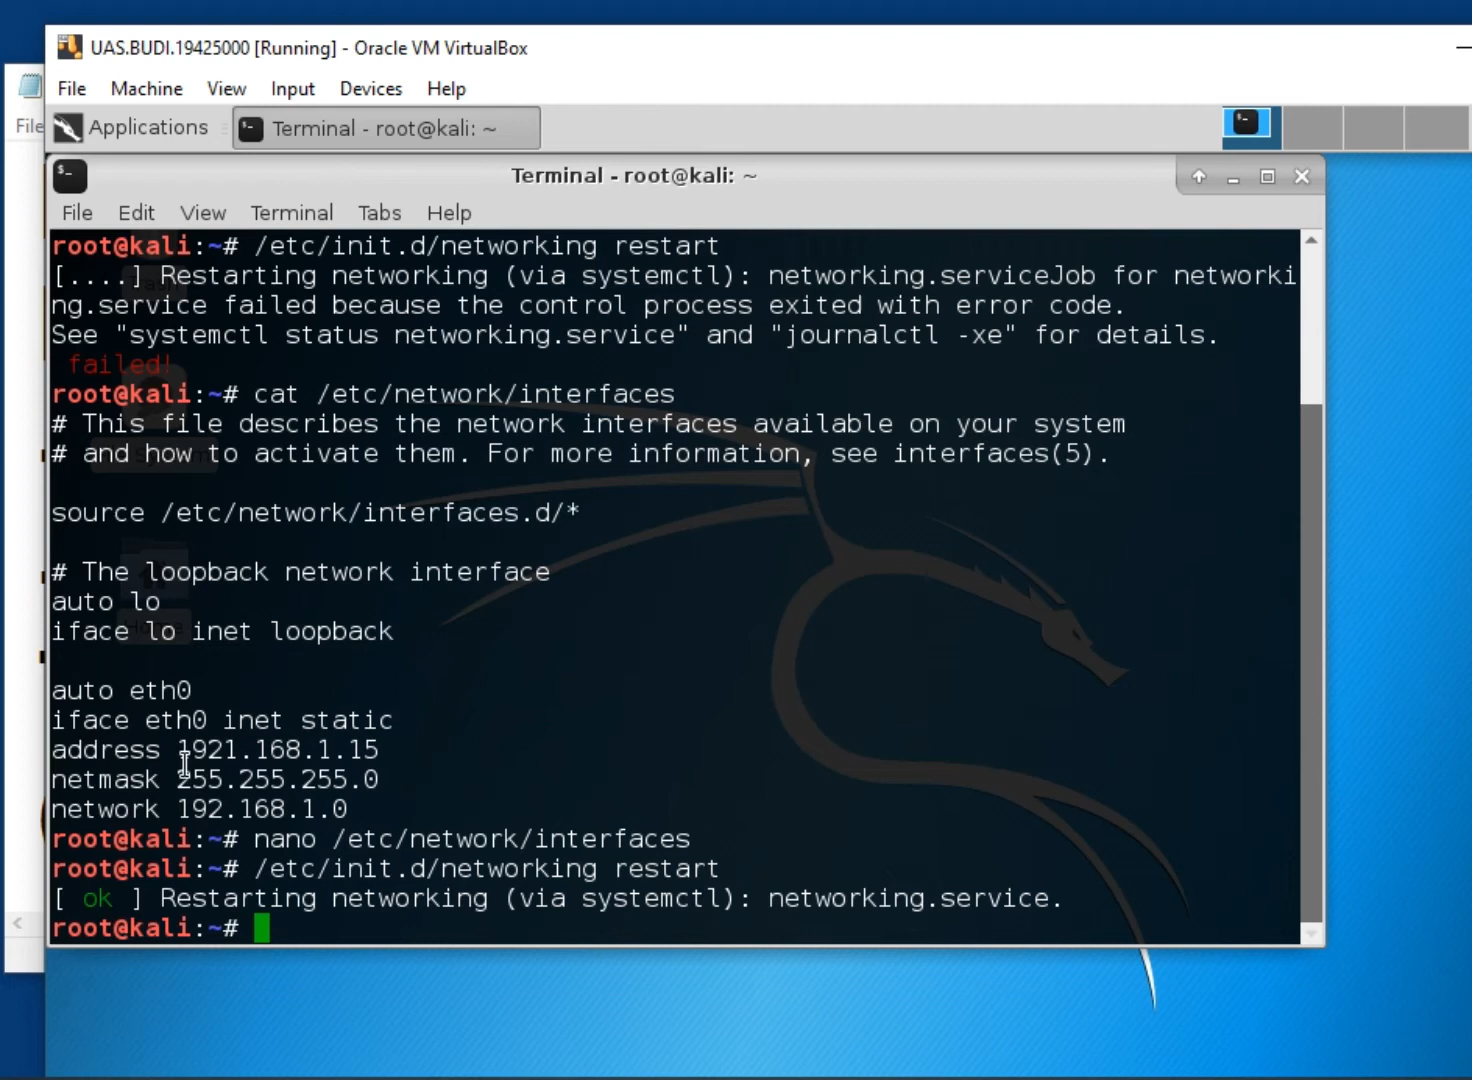 UAS.BUDI.19425000 [Running] - Oracle VM VirtualBox
File Machine View Input Devices Help
File
Applications
Terminal - root@kali: ~
Terminal - root@kali: ~
File Edit View Terminal Tabs Help
root@kali:~# /etc/init.d/networking restart
[....] Restarting networking (via systemctl): networking.serviceJob for networki
ng.service failed because the control process exited with error code.
See "systemctl status networking.service" and "journalctl -xe" for details.
failed!
root@kali:~# cat /etc/network/interfaces
# This file describes the network interfaces available on your system
# and how to activate them. For more information, see interfaces(5).
source /etc/network/interfaces.d/*
# The loopback network interface
auto lo
iface lo inet loopback
auto eth0
iface eth0 inet static
address 1921.168.1.15
netmask 255.255.255.0
network 192.168.1.0
root@kali:~# nano /etc/network/interfaces
root@kali:~# /etc/init.d/networking restart
[ ok ] Restarting networking (via systemctl): networking.service.
root@kali:~#